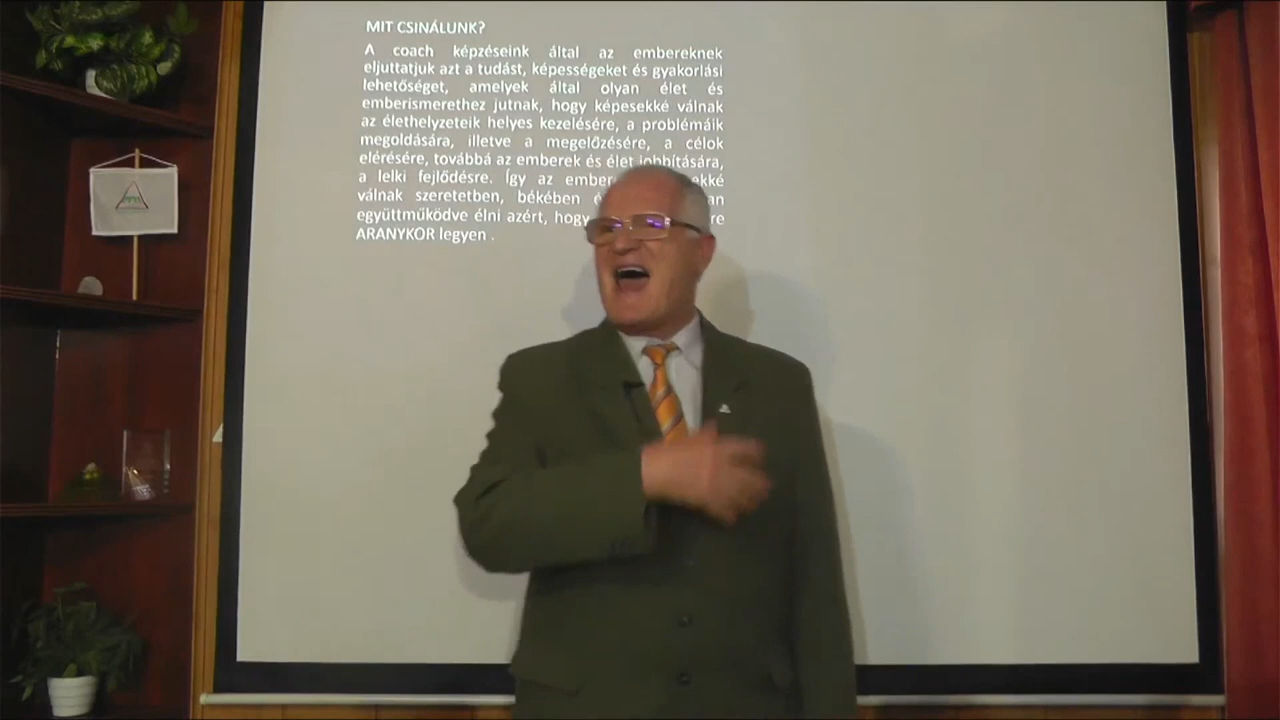 MIT CSINÁLUNK?
A coach képzéseink által az embereknek
eljuttatjuk azt a tudást, képességeket és gyakorlási
lehetőséget, amelyek által olyan élet és
emberismerethez jutnak, hogy képesekké válnak
az élethelyzeteik helyes kezelésére, a problémáik
megoldására, illetve a megelőzésére, a célok
elérésére, továbbá az emberek és élet jobbítására,
a lelki fejlődésre. Így az
válnak szeretetben, békében
együttműködve élni azért, hogy
ARANYKOR legyen .